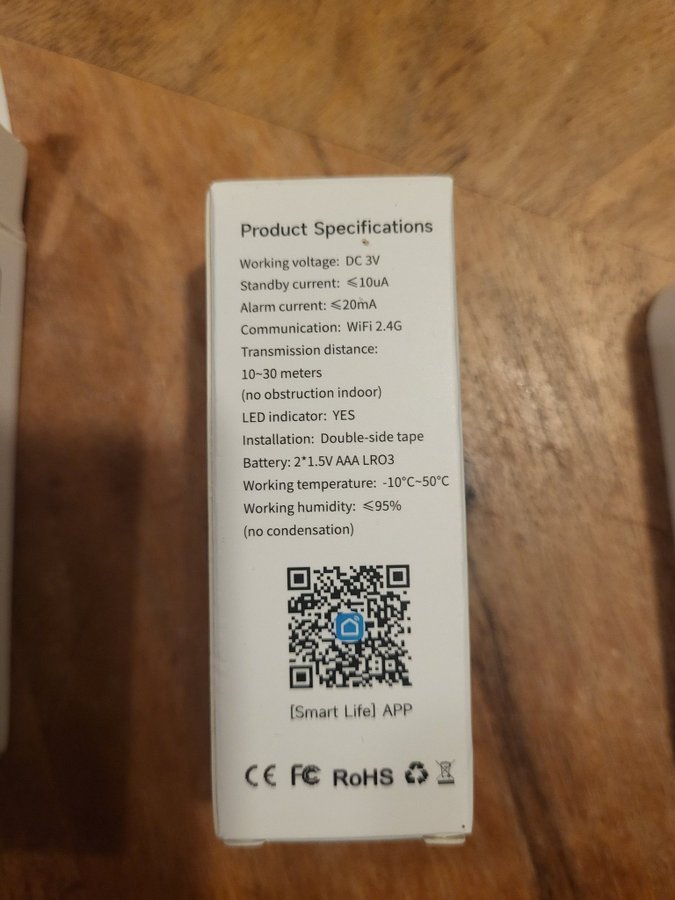 Product Specifications
Working voltage: DC 3V
Standby current: ≤10uA
Alarm current: ≤20mA
Communication: WiFi 2.4G
Transmission distance:
10~30 meters
(no obstruction indoor)
LED indicator: YES
Installation: Double-side tape
Battery: 2*1.5V AAA LRO3
Working temperature: -10°C~50°C
Working humidity: ≤95%
(no condensation)
[Smart Life] APP
CE FC RoHS